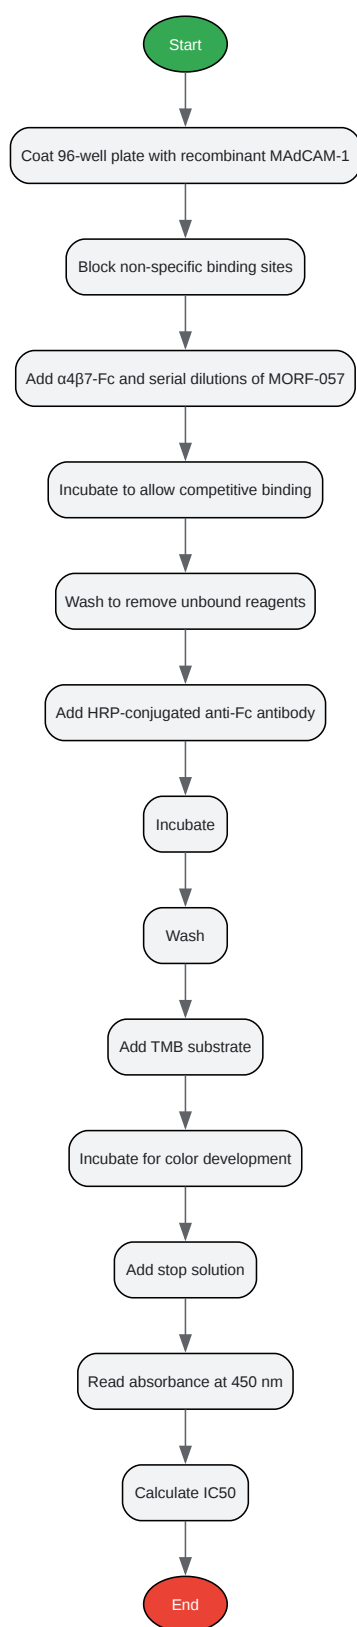 Start
Coat 96-well plate with recombinant MAdCAM-1
Block non-specific binding sites
Add α4β7-Fc and serial dilutions of MORF-057
Incubate to allow competitive binding
Wash to remove unbound reagents
Add HRP-conjugated anti-Fc antibody
Incubate
Wash
Add TMB substrate
Incubate for color development
Add stop solution
Read absorbance at 450 nm
Calculate IC50
End